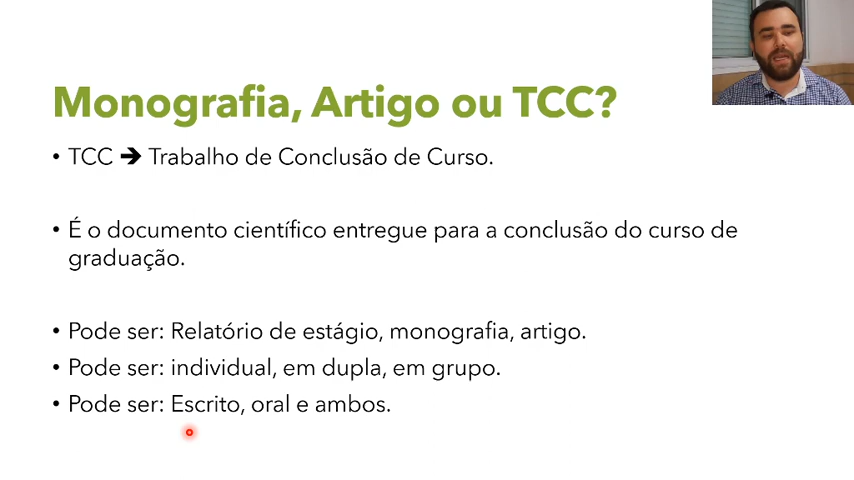 Monografia, Artigo ou TCC?
• TCC ➔ Trabalho de Conclusão de Curso.
• É o documento científico entregue para a conclusão do curso de
graduação.
• Pode ser: Relatório de estágio, monografia, artigo.
• Pode ser: individual, em dupla, em grupo.
• Pode ser: Escrito, oral e ambos.